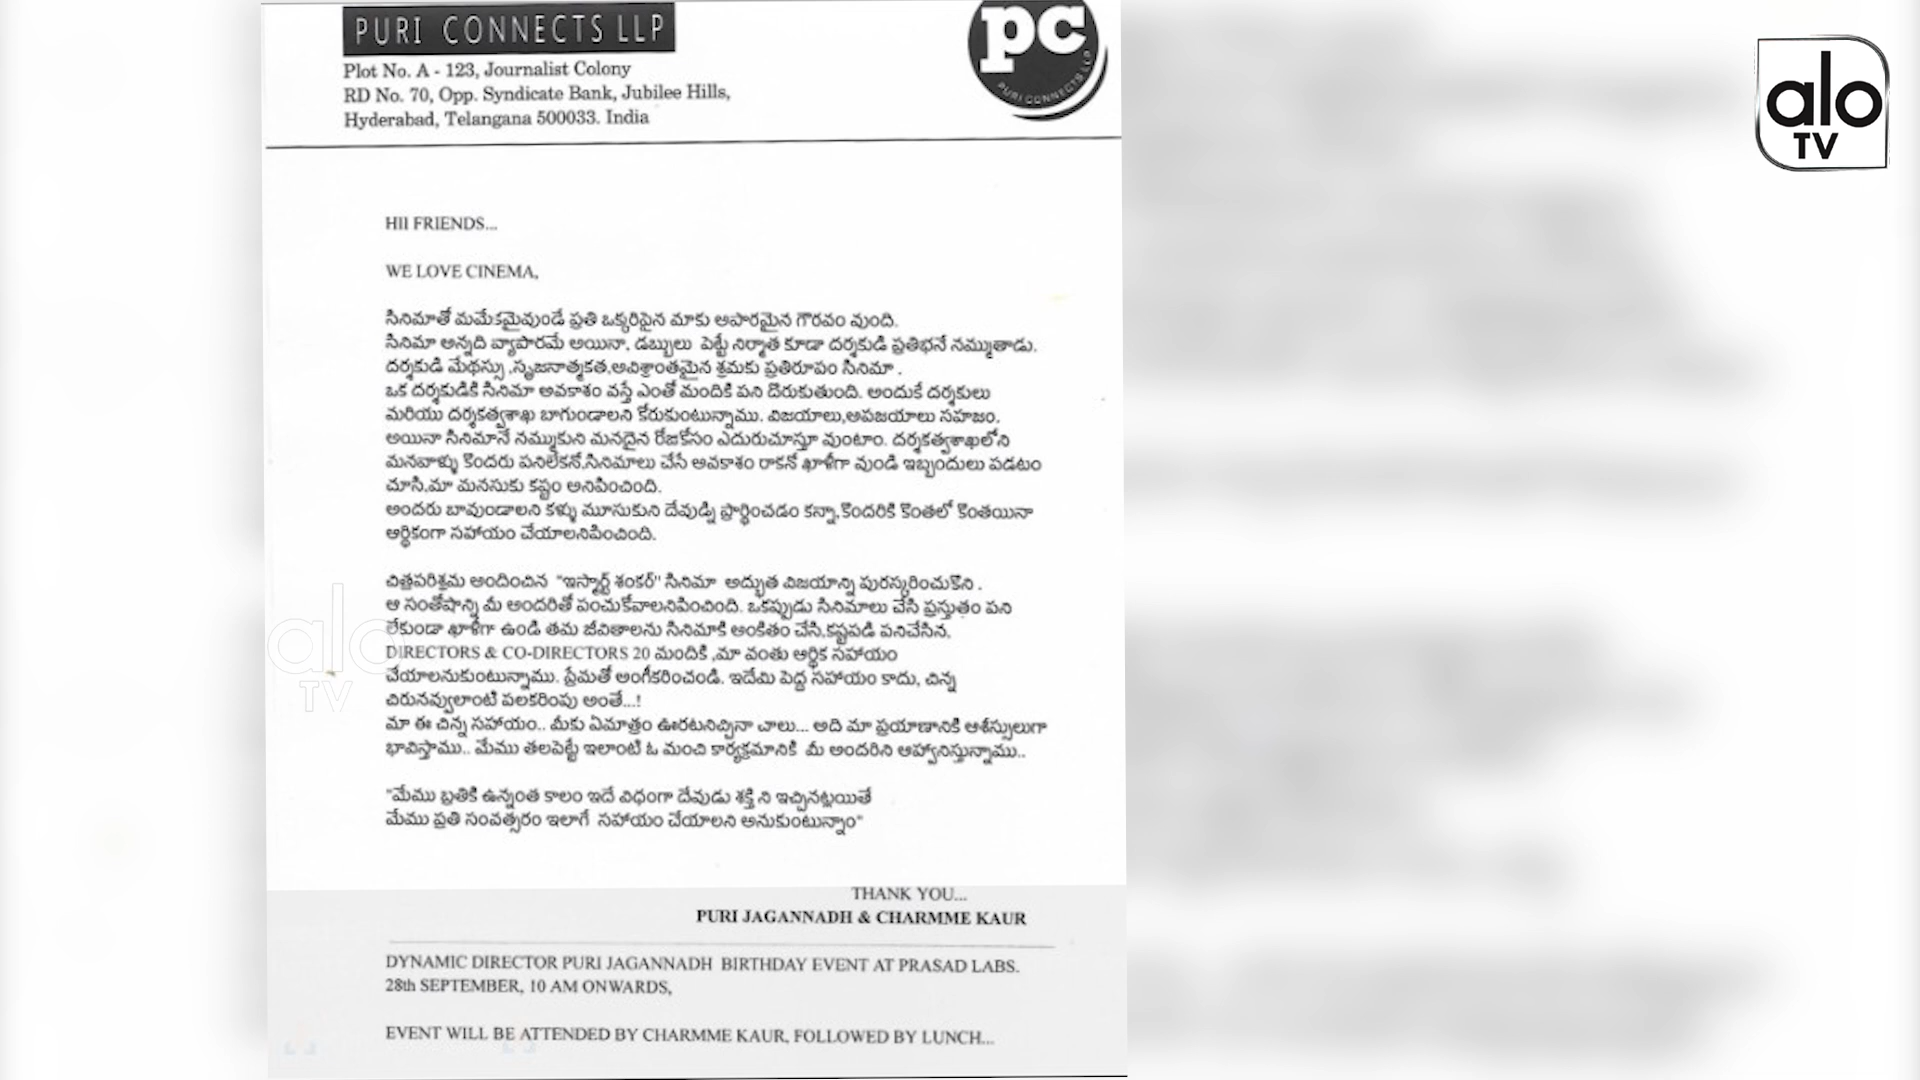 PURI CONNECTS LLP
Plot No. A - 123, Journalist Colony
RD No. 70, Opp. Syndicate Bank, Jubilee Hills,
Hyderabad, Telangana 500033. India
pc
PURI CONNECTS LLP
alo
TV
HII FRIENDS...
WE LOVE CINEMA,
సినిమాతో మమేకమైవుండే ప్రతి ఒక్కరిపైన మాకు అపారమైన గౌరవం వుంది.
సినిమా అన్నది వ్యాపారమే అయినా, డబ్బులు పెట్టే నిర్మాత కూడా దర్శకుడి ప్రతిభనే నమ్ముతాడు.
దర్శకుడి మేథస్సు,సృజనాత్మకత,అవిశ్రాంతమైన శ్రమకు ప్రతిరూపం సినిమా .
ఒక దర్శకుడికి సినిమా అవకాశం వస్తే ఎంతో మందికి పని దొరుకుతుంది. అందుకే దర్శకులు
మరియు దర్శకత్వశాఖ బాగుండాలని కోరుకుంటున్నాము. విజయాలు,అపజయాలు సహజం.
అయినా సినిమానే నమ్ముకుని మనదైన రోజుకోసం ఎదురుచూస్తూ వుంటాం. దర్శకత్వశాఖలోని
మనవాళ్ళు కొందరు పనిలేకనో,సినిమాలు చేసే అవకాశం రాకనో ఖాళీగా వుండి ఇబ్బందులు పడటం
చూసి,మా మనసుకు కష్టం అనిపించింది.
అందరు బావుండాలని కళ్ళు మూసుకుని దేవుడ్ని ప్రార్థించడం కన్నా,కొందరికి కొంతలో కొంతయినా
ఆర్థికంగా సహాయం చేయాలనిపించింది.
చిత్రపరిశ్రమ అందించిన "ఇస్మార్ట్ శంకర్" సినిమా అద్భుత విజయాన్ని పురస్కరించుకొని .
ఆ సంతోషాన్ని మీ అందరితో పంచుకోవాలనిపించింది. ఒకప్పుడు సినిమాలు చేసి ప్రస్తుతం పని
లేకుండా ఖాళీగా ఉండి తమ జీవితాలను సినిమాకి అంకితం చేసి,కష్టపడి పనిచేసిన,
DIRECTORS & CO-DIRECTORS 20 మందికి ,మా వంతు ఆర్థిక సహాయం
చేయాలనుకుంటున్నాము. ప్రేమతో అంగీకరించండి. ఇదేమి పెద్ద సహాయం కాదు, చిన్న
చిరునవ్వులాంటి పలకరింపు అంతే...!
మా ఈ చిన్న సహాయం.. మీకు ఏమాత్రం ఊరటనిచ్చినా చాలు... అది మా ప్రయాణానికి ఆశీస్సులుగా
భావిస్తాము.. మేము తలపెట్టే ఇలాంటి ఓ మంచి కార్యక్రమానికి మీ అందరిని ఆహ్వానిస్తున్నాము..
"మేము బ్రతికి ఉన్నంత కాలం ఇదే విధంగా దేవుడు శక్తి ని ఇచ్చినట్లయితే
మేము ప్రతి సంవత్సరం ఇలాగే సహాయం చేయాలని అనుకుంటున్నాం"
alo
TV
THANK YOU...
PURI JAGANNADH & CHARMME KAUR
DYNAMIC DIRECTOR PURI JAGANNADH BIRTHDAY EVENT AT PRASAD LABS.
28th SEPTEMBER, 10 AM ONWARDS,
EVENT WILL BE ATTENDED BY CHARMME KAUR, FOLLOWED BY LUNCH...